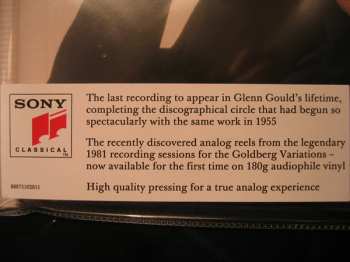 SONY
CLASSICAL
The last recording to appear in Glenn Gould's lifetime,
completing the discographical circle that had begun so
spectacularly with the same work in 1955
The recently discovered analog reels from the legendary
1981 recording sessions for the Goldberg Variations –
now available for the first time on 180g audiophile vinyl
High quality pressing for a true analog experience